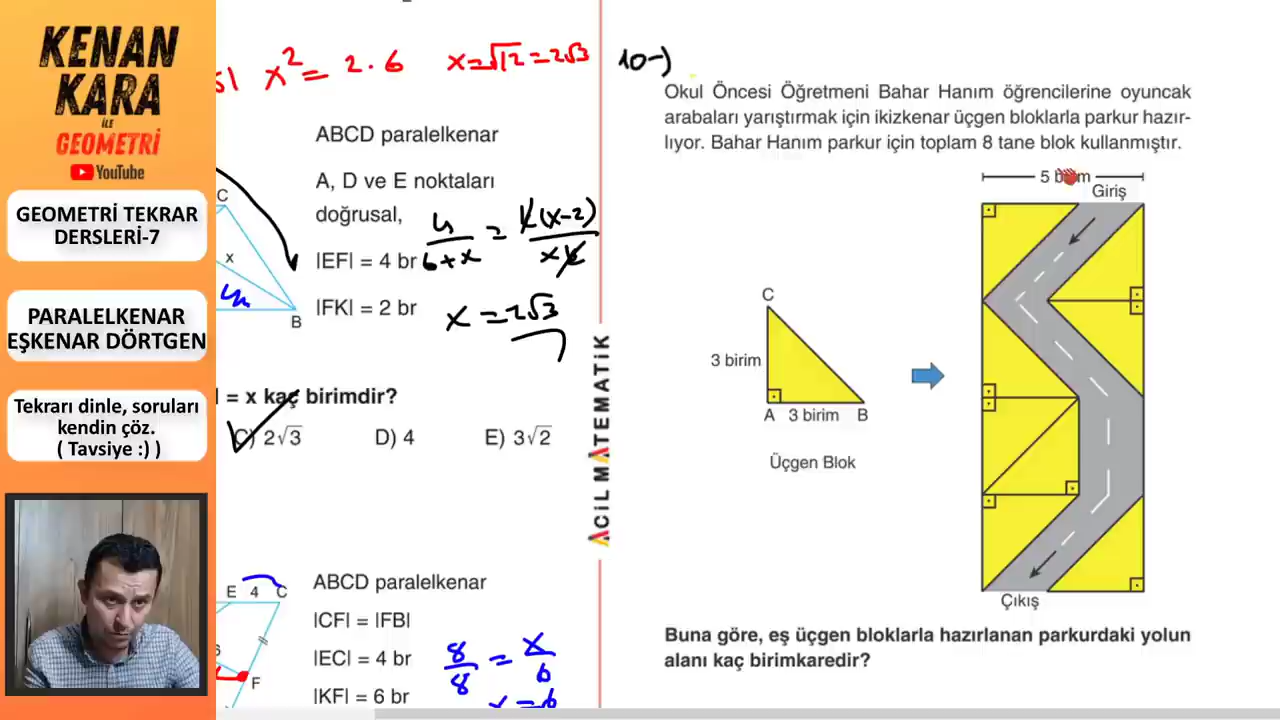 KENAN
KARA
İLE
GEOMETRİ
YouTube
GEOMETRİ TEKRAR
DERSLERİ-7
PARALELKENAR
EŞKENAR DÖRTGEN
Tekrarı dinle, soruları
kendin çöz.
( Tavsiye :) )
x² = 2.6 x=√12=2√3
ABCD paralelkenar
A, D ve E noktaları
doğrusal,
|EF| = 4 br
|FK| = 2 br
x = 2√3
C
x
B
= x kaç birimdir?
C) 2√3 D) 4 E) 3√2
ACİL MATEMATİK
E 4 C
F
ABCD paralelkenar
|CF| = |FB|
|EC| = 4 br
|KF| = 6 br
8/8 = x/6
x = 6
10-)
Okul Öncesi Öğretmeni Bahar Hanım öğrencilerine oyuncak
arabaları yarıştırmak için ikizkenar üçgen bloklarla parkur hazır-
lıyor. Bahar Hanım parkur için toplam 8 tane blok kullanmıştır.
5 birim
Giriş
C
3 birim
A 3 birim B
Üçgen Blok
Çıkış
Buna göre, eş üçgen bloklarla hazırlanan parkurdaki yolun
alanı kaç birimkaredir?